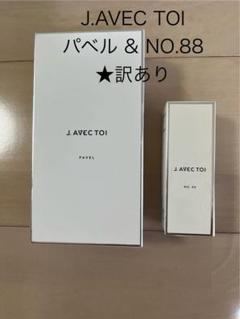 J.AVEC TOI
パベル & NO.88
★訳あり
J. AVEC TOI
PAVEL
J. AVEC TOI
NO. 88